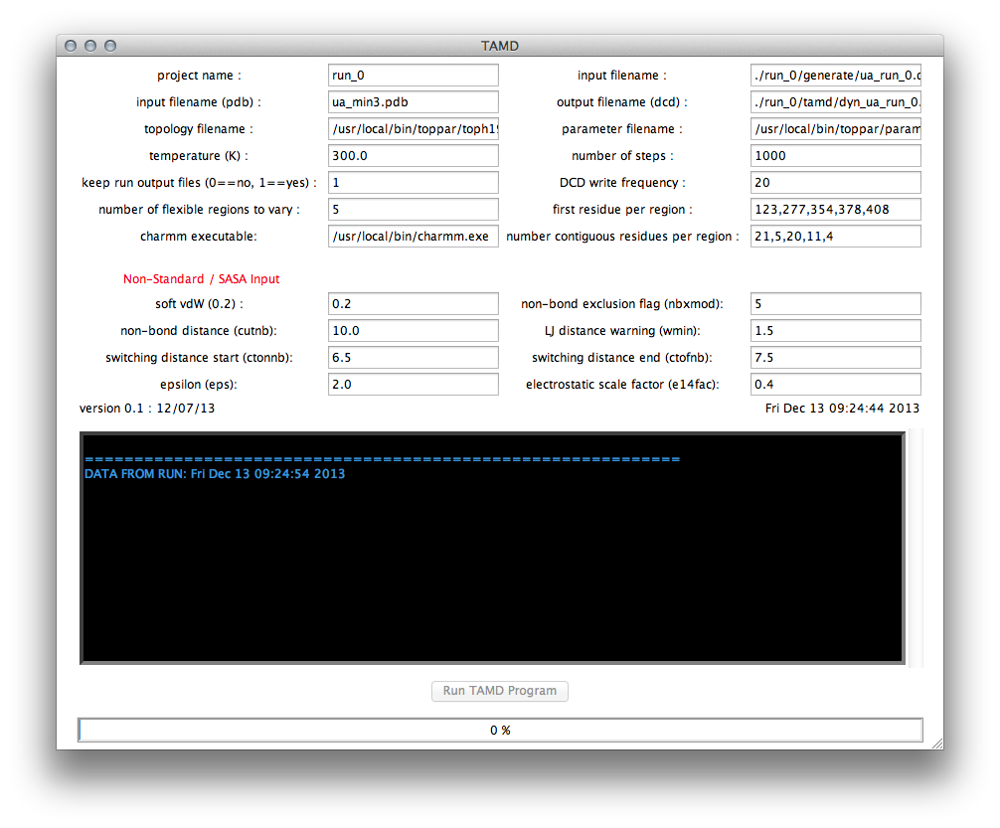 TAMD
project name : run_0 input filename : ./run_0/generate/ua_run_0.
input filename (pdb) : ua_min3.pdb output filename (dcd) : ./run_0/tamd/dyn_ua_run_0.
topology filename : /usr/local/bin/toppar/toph19 parameter filename : /usr/local/bin/toppar/param
temperature (K) : 300.0 number of steps : 1000
keep run output files (0==no, 1==yes) : 1 DCD write frequency : 20
number of flexible regions to vary : 5 first residue per region : 123,277,354,378,408
charmm executable: /usr/local/bin/charmm.exe number contiguous residues per region : 21,5,20,11,4
Non-Standard / SASA Input
soft vdW (0.2) : 0.2 non-bond exclusion flag (nbxmod): 5
non-bond distance (cutnb): 10.0 LJ distance warning (wmin): 1.5
switching distance start (ctonnb): 6.5 switching distance end (ctofnb): 7.5
epsilon (eps): 2.0 electrostatic scale factor (e14fac): 0.4
version 0.1 : 12/07/13 Fri Dec 13 09:24:44 2013
============================================================
DATA FROM RUN: Fri Dec 13 09:24:54 2013
Run TAMD Program
0 %